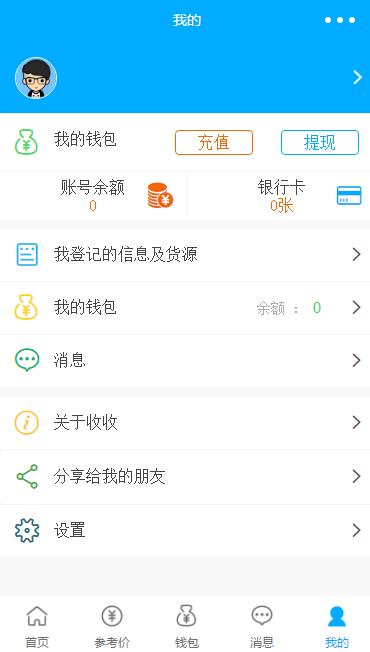 我的
我的钱包 充值 提现
账号余额 银行卡
0 0张
我登记的信息及货源
我的钱包 余额 ： 0
消息
关于收收
分享给我的朋友
设置
首页 参考价 钱包 消息 我的